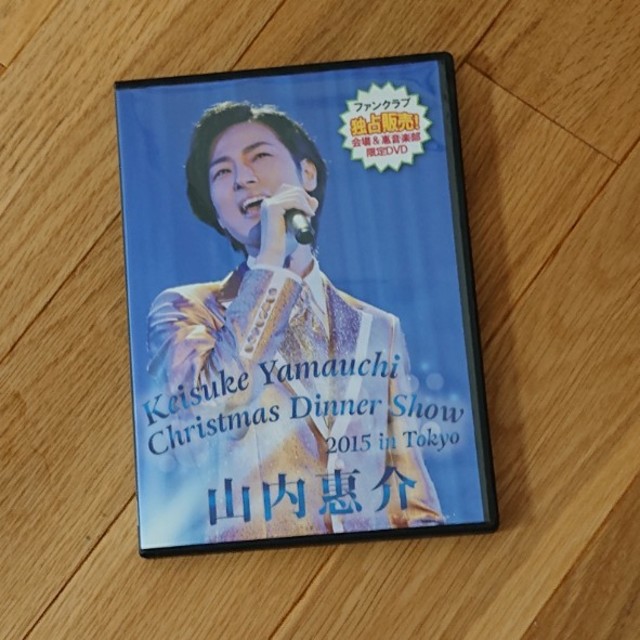 ファンクラブ
独占販売!
会場&惠音楽部
限定DVD
Keisuke Yamauchi
Christmas Dinner Show
2015 in Tokyo
山内惠介